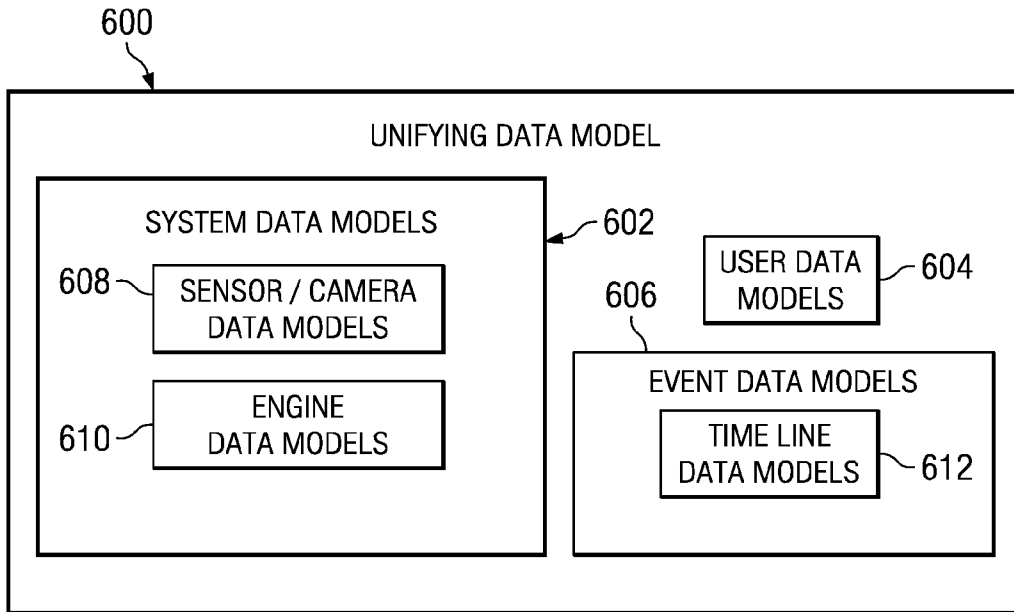 600
UNIFYING DATA MODEL
SYSTEM DATA MODELS
602
608
SENSOR / CAMERA
DATA MODELS
610
ENGINE
DATA MODELS
USER DATA
MODELS
604
606
EVENT DATA MODELS
TIME LINE
DATA MODELS
612